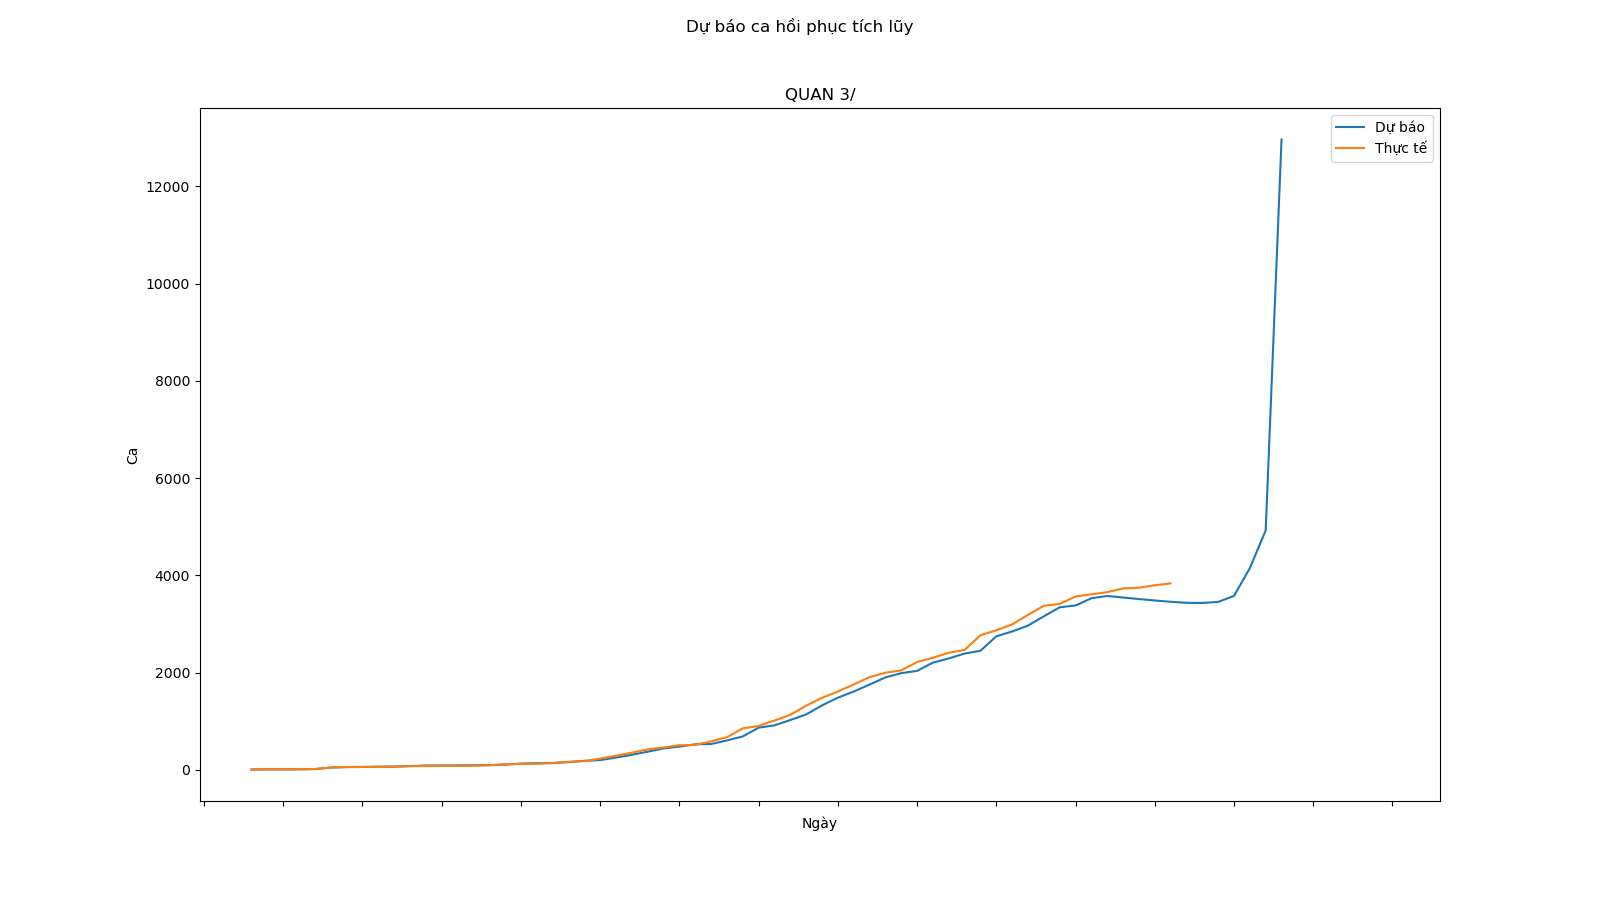 Dự báo ca hồi phục tích lũy
QUAN 3/
Dự báo
Thực tế
12000
10000
8000
6000
4000
2000
0
Ca
Ngày